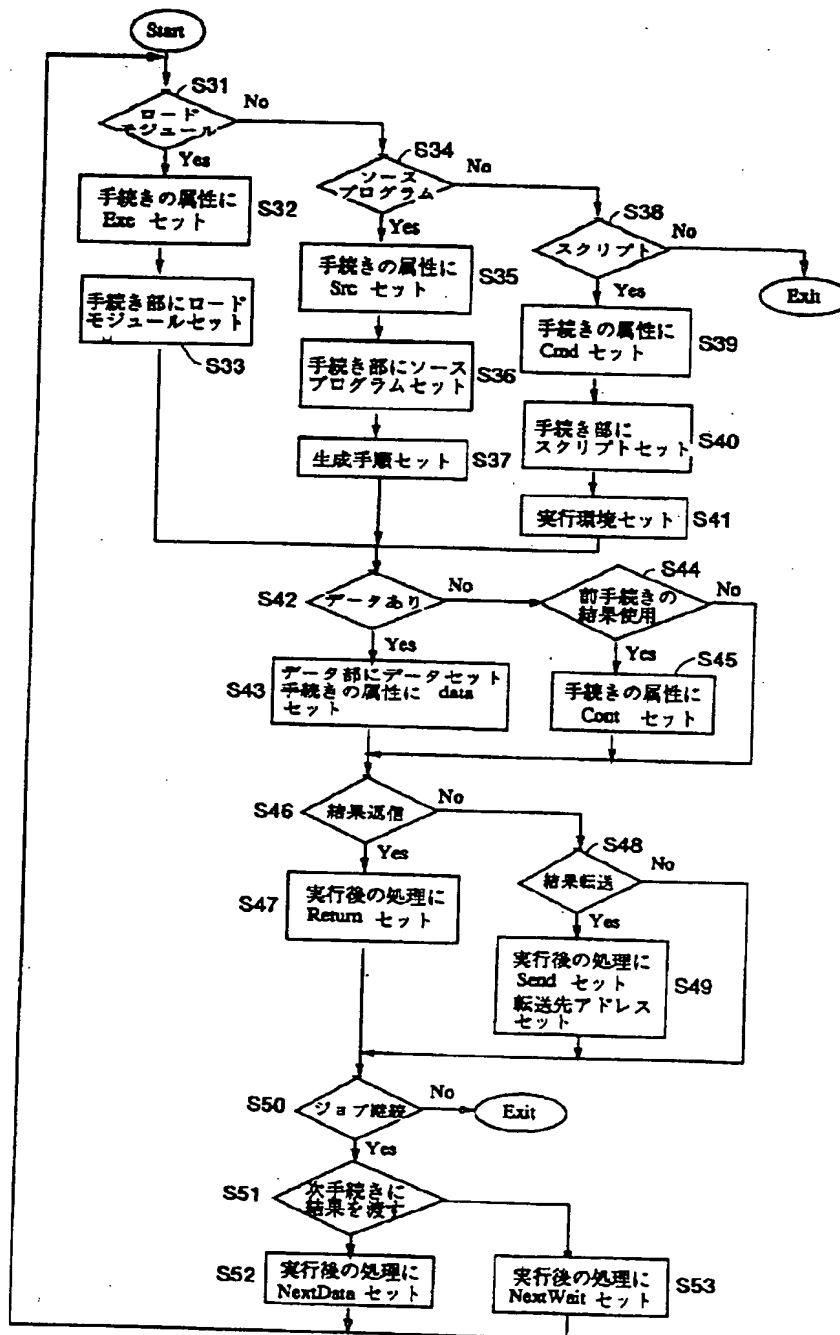 Start
S31
ロード
モジュール
No
Yes
手続きの属性に
Exe セット
S32
手続き部にロード
モジュールセット
S33
S34
ソース
プログラム
No
Yes
手続きの属性に
Src セット
S35
手続き部にソース
プログラムセット
S36
生成手順セット
S37
S38
スクリプト
No
Exit
Yes
手続きの属性に
Cmd セット
S39
手続き部に
スクリプトセット
S40
実行環境セット
S41
S42
データあり
No
Yes
S44
前手続きの
結果使用
No
Yes
S45
手続きの属性に
Cont セット
S43
データ部にデータセット
手続きの属性に data
セット
S46
結果返信
No
Yes
S47
実行後の処理に
Return セット
S48
結果転送
No
Yes
実行後の処理に
Send セット
転送先アドレス
セット
S49
S50
ジョブ継続
No
Exit
Yes
S51
次手続きに
結果を渡す
S52
実行後の処理に
NextData セット
実行後の処理に
NextWait セット
S53